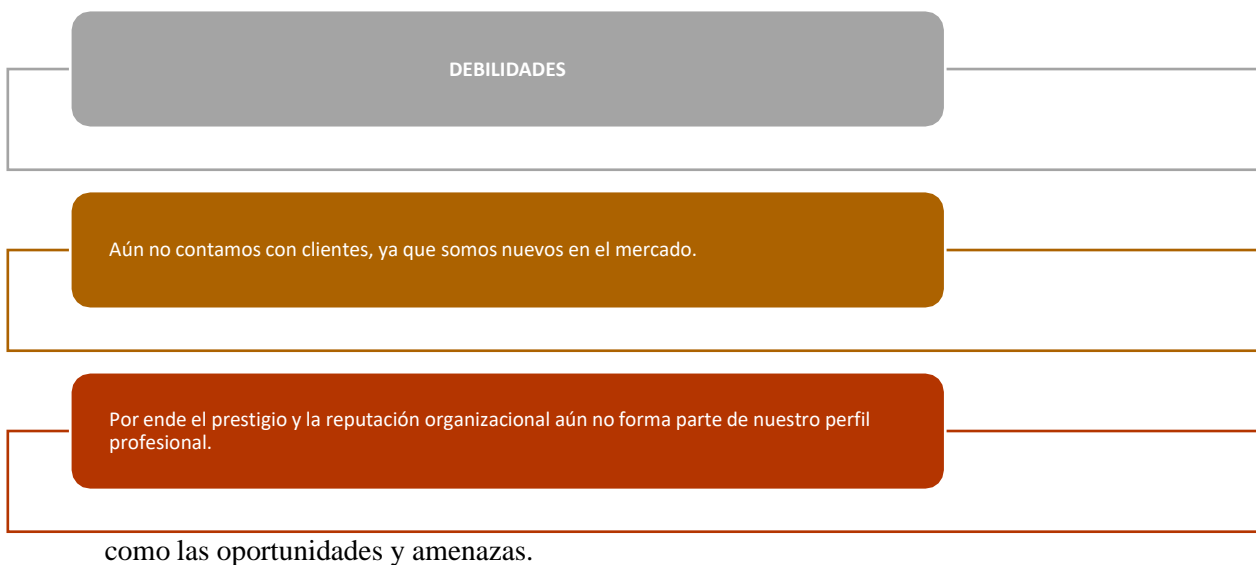 DEBILIDADES
Aún no contamos con clientes, ya que somos nuevos en el mercado.
Por ende el prestigio y la reputación organizacional aún no forma parte de nuestro perfil
profesional.
como las oportunidades y amenazas.